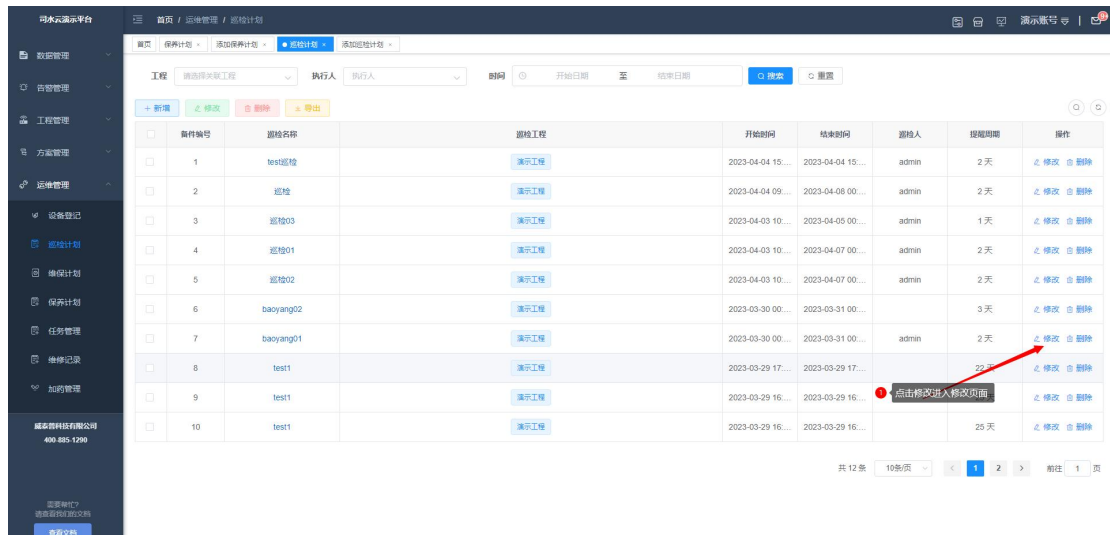 司水云演示平台
首页 / 运维管理 / 巡检计划
演示账号
首页 保养计划 × 添加保养计划 × 巡检计划 × 添加巡检计划 ×
数据管理
告警管理
工程管理
方案管理
运维管理
设备登记
巡检计划
维保计划
保养计划
任务管理
维修记录
加药管理
威泰普科技有限公司
400-885-1290
需要帮忙?
请查看我们的文档
查看文档
工程 请选择关联工程 执行人 执行人 时间 开始日期 至 结束日期 搜索 重置
+ 新增 修改 删除 导出
备件编号 巡检名称 巡检工程 开始时间 结束时间 巡检人 提醒周期 操作
1 test巡检 演示工程 2023-04-04 15:... 2023-04-04 15:... admin 2 天 修改 删除
2 巡检 演示工程 2023-04-04 09:... 2023-04-08 00:... admin 2 天 修改 删除
3 巡检03 演示工程 2023-04-03 10:... 2023-04-05 00:... admin 1 天 修改 删除
4 巡检01 演示工程 2023-04-03 10:... 2023-04-07 00:... admin 2 天 修改 删除
5 巡检02 演示工程 2023-04-03 10:... 2023-04-07 00:... admin 2 天 修改 删除
6 baoyang02 演示工程 2023-03-30 00:... 2023-03-31 00:... 3 天 修改 删除
7 baoyang01 演示工程 2023-03-30 00:... 2023-03-31 00:... admin 2 天 修改 删除
8 test1 演示工程 2023-03-29 17:... 2023-03-29 17:... 22 天 修改 删除
9 test1 演示工程 2023-03-29 16:... 2023-03-29 16:... 修改 删除
1 点击修改进入修改页面
10 test1 演示工程 2023-03-29 16:... 2023-03-29 16:... 25 天 修改 删除
共 12 条 10条/页 < 1 2 > 前往 1 页